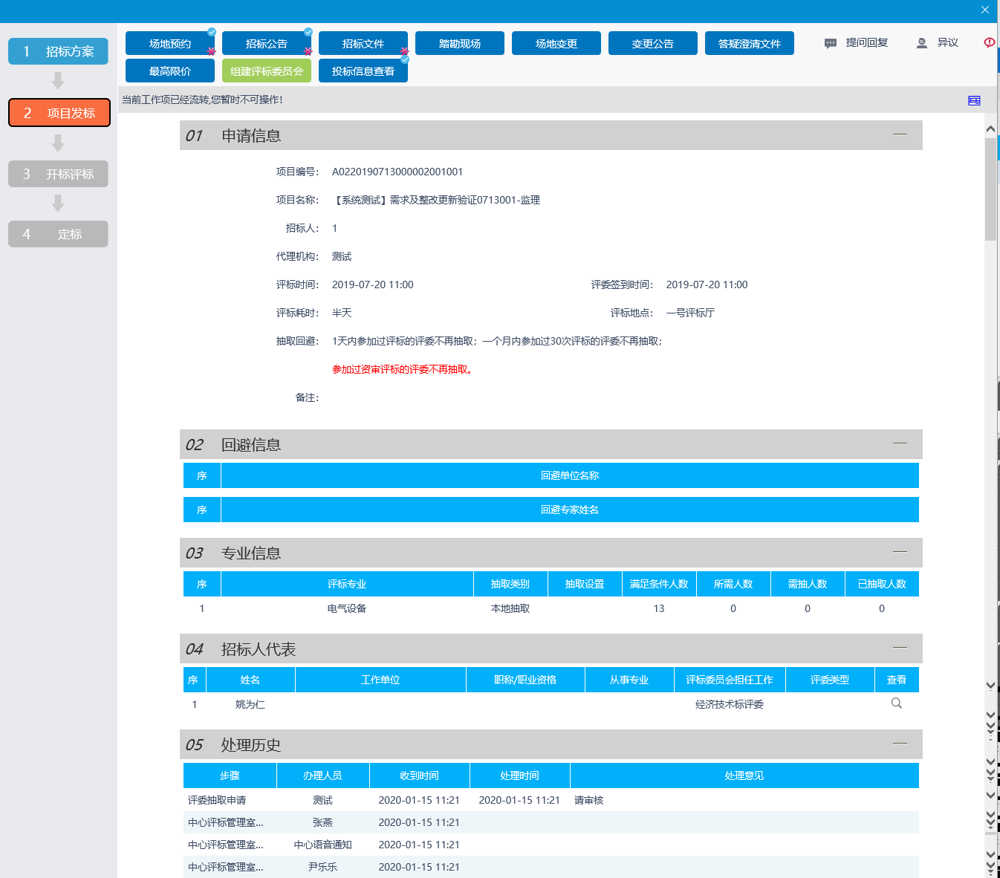 1 招标方案
2 项目发标
3 开标评标
4 定标
场地预约 招标公告 招标文件 踏勘现场 场地变更 变更公告 答疑澄清文件 提问回复 异议
最高限价 组建评标委员会 投标信息查看
当前工作项已经流转,您暂时不可操作!
01 申请信息
项目编号: A0220190713000002001001
项目名称: 【系统测试】需求及整改更新验证0713001-监理
招标人: 1
代理机构: 测试
评标时间: 2019-07-20 11:00 评委签到时间: 2019-07-20 11:00
评标耗时: 半天 评标地点: 一号评标厅
抽取回避: 1天内参加过评标的评委不再抽取；一个月内参加过30次评标的评委不再抽取；
参加过资审评标的评委不再抽取。
备注:
02 回避信息
序 回避单位名称
序 回避专家姓名
03 专业信息
序 评标专业 抽取类别 抽取设置 满足条件人数 所需人数 需抽人数 已抽取人数
1 电气设备 本地抽取 13 0 0 0
04 招标人代表
序 姓名 工作单位 职称/职业资格 从事专业 评标委员会担任工作 评委类型 查看
1 姚为仁 经济技术标评委
05 处理历史
步骤 办理人员 收到时间 处理时间 处理意见
评委抽取申请 测试 2020-01-15 11:21 2020-01-15 11:21 请审核
中心评标管理室... 张燕 2020-01-15 11:21
中心评标管理室... 中心语音通知 2020-01-15 11:21
中心评标管理室... 尹乐乐 2020-01-15 11:21